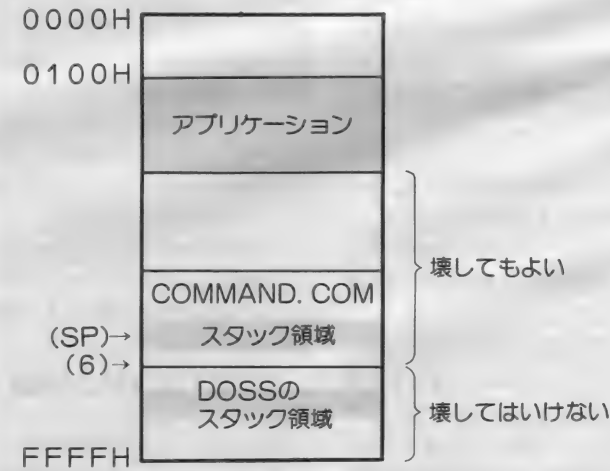 0000H
0100H
アプリケーション
壊してもよい
COMMAND. COM
(SP)→ スタック領域
(6)→
DOSSの
スタック領域
壊してはいけない
FFFFH